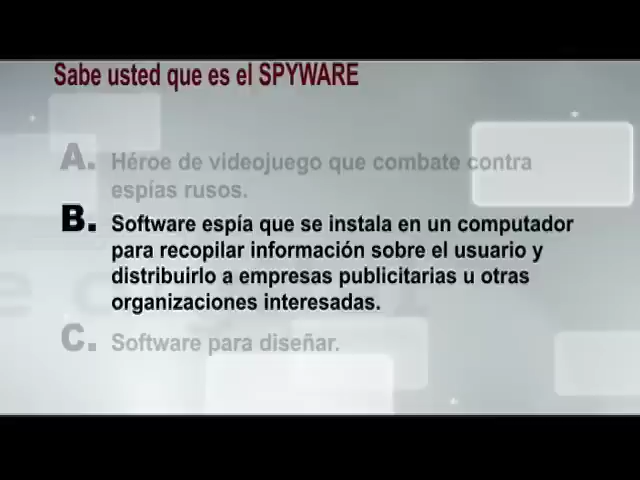 Sabe usted que es el SPYWARE
A. Héroe de videojuego que combate contra
espías rusos.
B. Software espía que se instala en un computador
para recopilar información sobre el usuario y
distribuirlo a empresas publicitarias u otras
organizaciones interesadas.
C. Software para diseñar.